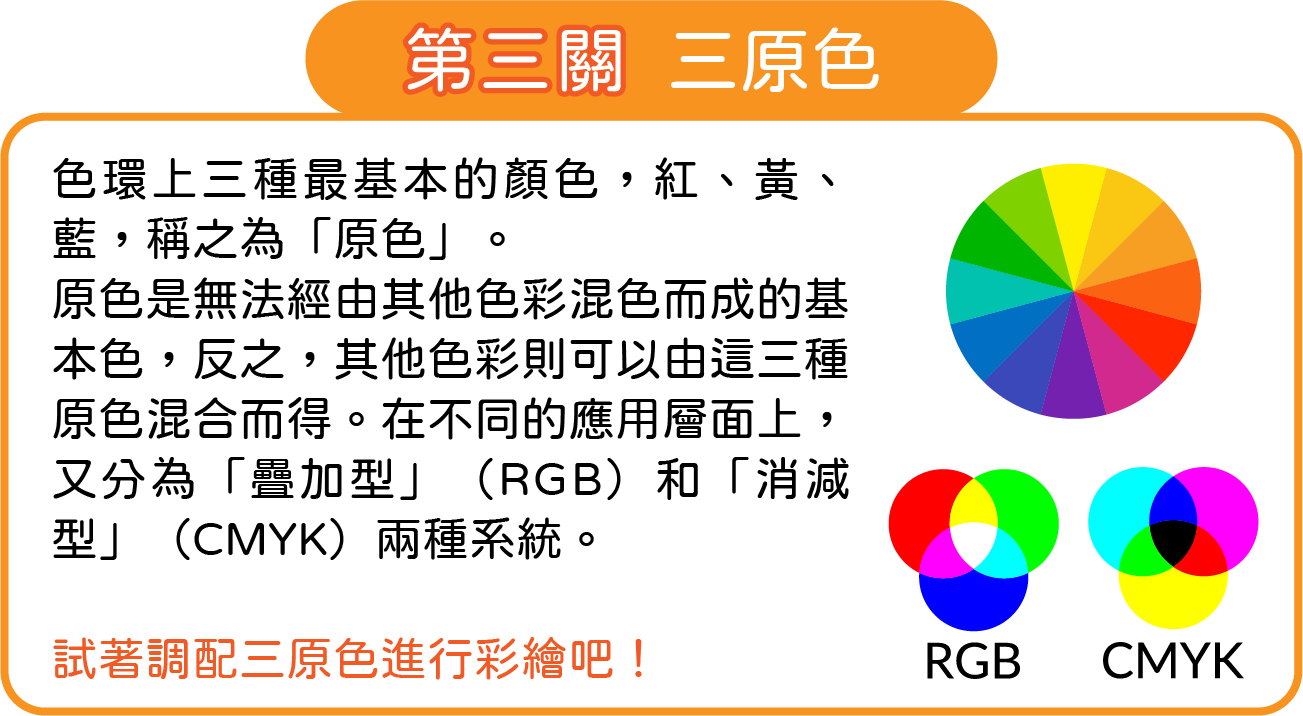 第三關 三原色
色環上三種最基本的顏色，紅、黃、
藍，稱之為「原色」。
原色是無法經由其他色彩混色而成的基
本色，反之，其他色彩則可以由這三種
原色混合而得。在不同的應用層面上，
又分為「疊加型」（RGB）和「消減
型」（CMYK）兩種系統。
試著調配三原色進行彩繪吧！
RGB
CMYK